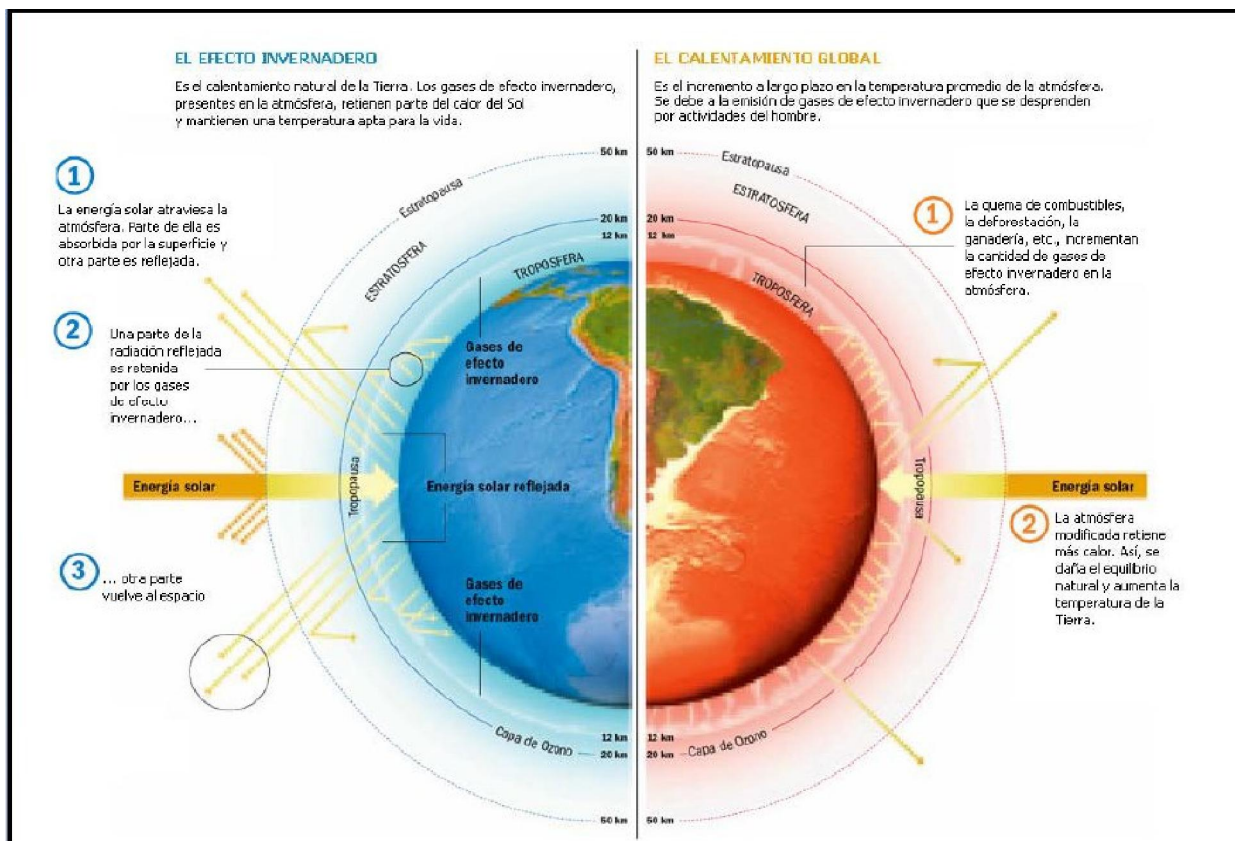 EL EFECTO INVERNADERO
Es el calentamiento natural de la Tierra. Los gases de efecto invernadero,
presentes en la atmósfera, retienen parte del calor del Sol
y mantienen una temperatura apta para la vida.
1
La energía solar atraviesa la
atmósfera. Parte de ella es
absorbida por la superficie y
otra parte es reflejada.
2
Una parte de la
radiación reflejada
es retenida
por los gases
de efecto
invernadero...
Energía solar
3
... otra parte
vuelve al espacio
50 km
Estratopausa
20 km
12 km
ESTRATOSFERA
TROPÓSFERA
Gases de
efecto
invernadero
Tropopausa
Energía solar reflejada
Gases de
efecto
invernadero
Capa de Ozono
12 km
20 km
50 km
EL CALENTAMIENTO GLOBAL
Es el incremento a largo plazo en la temperatura promedio de la atmósfera.
Se debe a la emisión de gases de efecto invernadero que se desprenden
por actividades del hombre.
50 km
Estratopausa
20 km
12 km
ESTRATOSFERA
TROPOSFERA
1
La quema de combustibles,
la deforestación, la
ganadería, etc., incrementan
la cantidad de gases de
efecto invernadero en la
atmósfera.
Tropopausa
Energía solar
2
La atmósfera
modificada retiene
más calor. Así, se
daña el equilibrio
natural y aumenta la
temperatura de la
Tierra.
12 km
20 km
Capa de Ozono
50 km